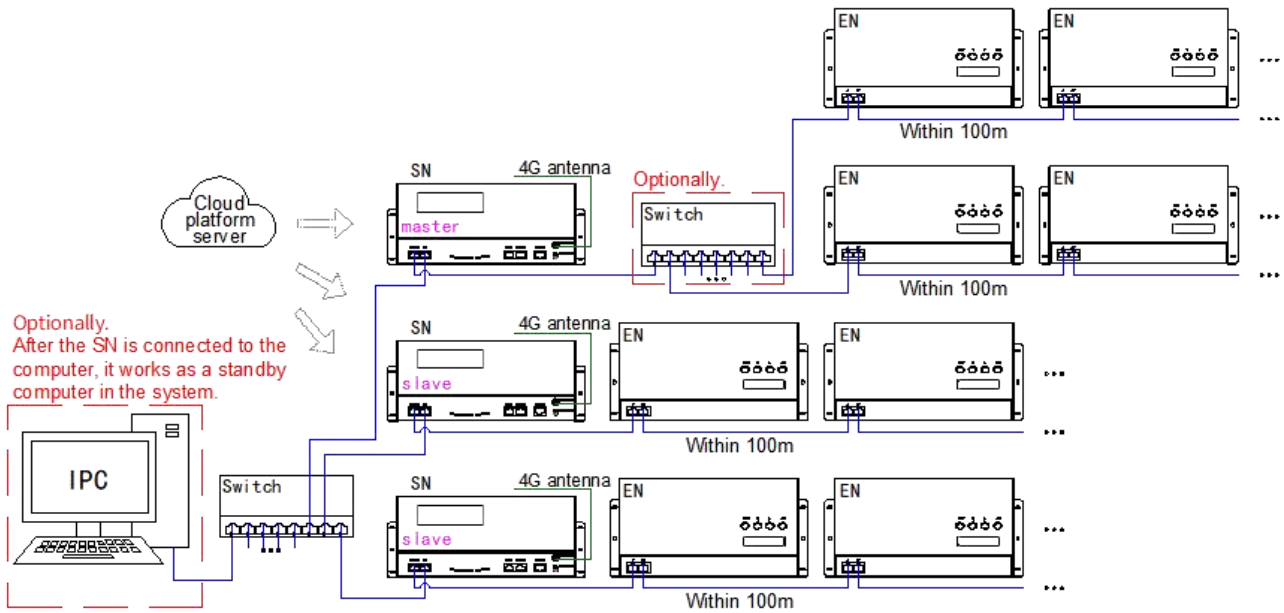 EN
EN
Within 100m
SN
4G antenna
Optionally.
EN
EN
Cloud
platform
server
master
Switch
Within 100m
Optionally.
After the SN is connected to the
computer, it works as a standby
computer in the system.
SN
4G antenna
EN
EN
slave
Within 100m
IPC
Switch
SN
4G antenna
EN
EN
slave
Within 100m